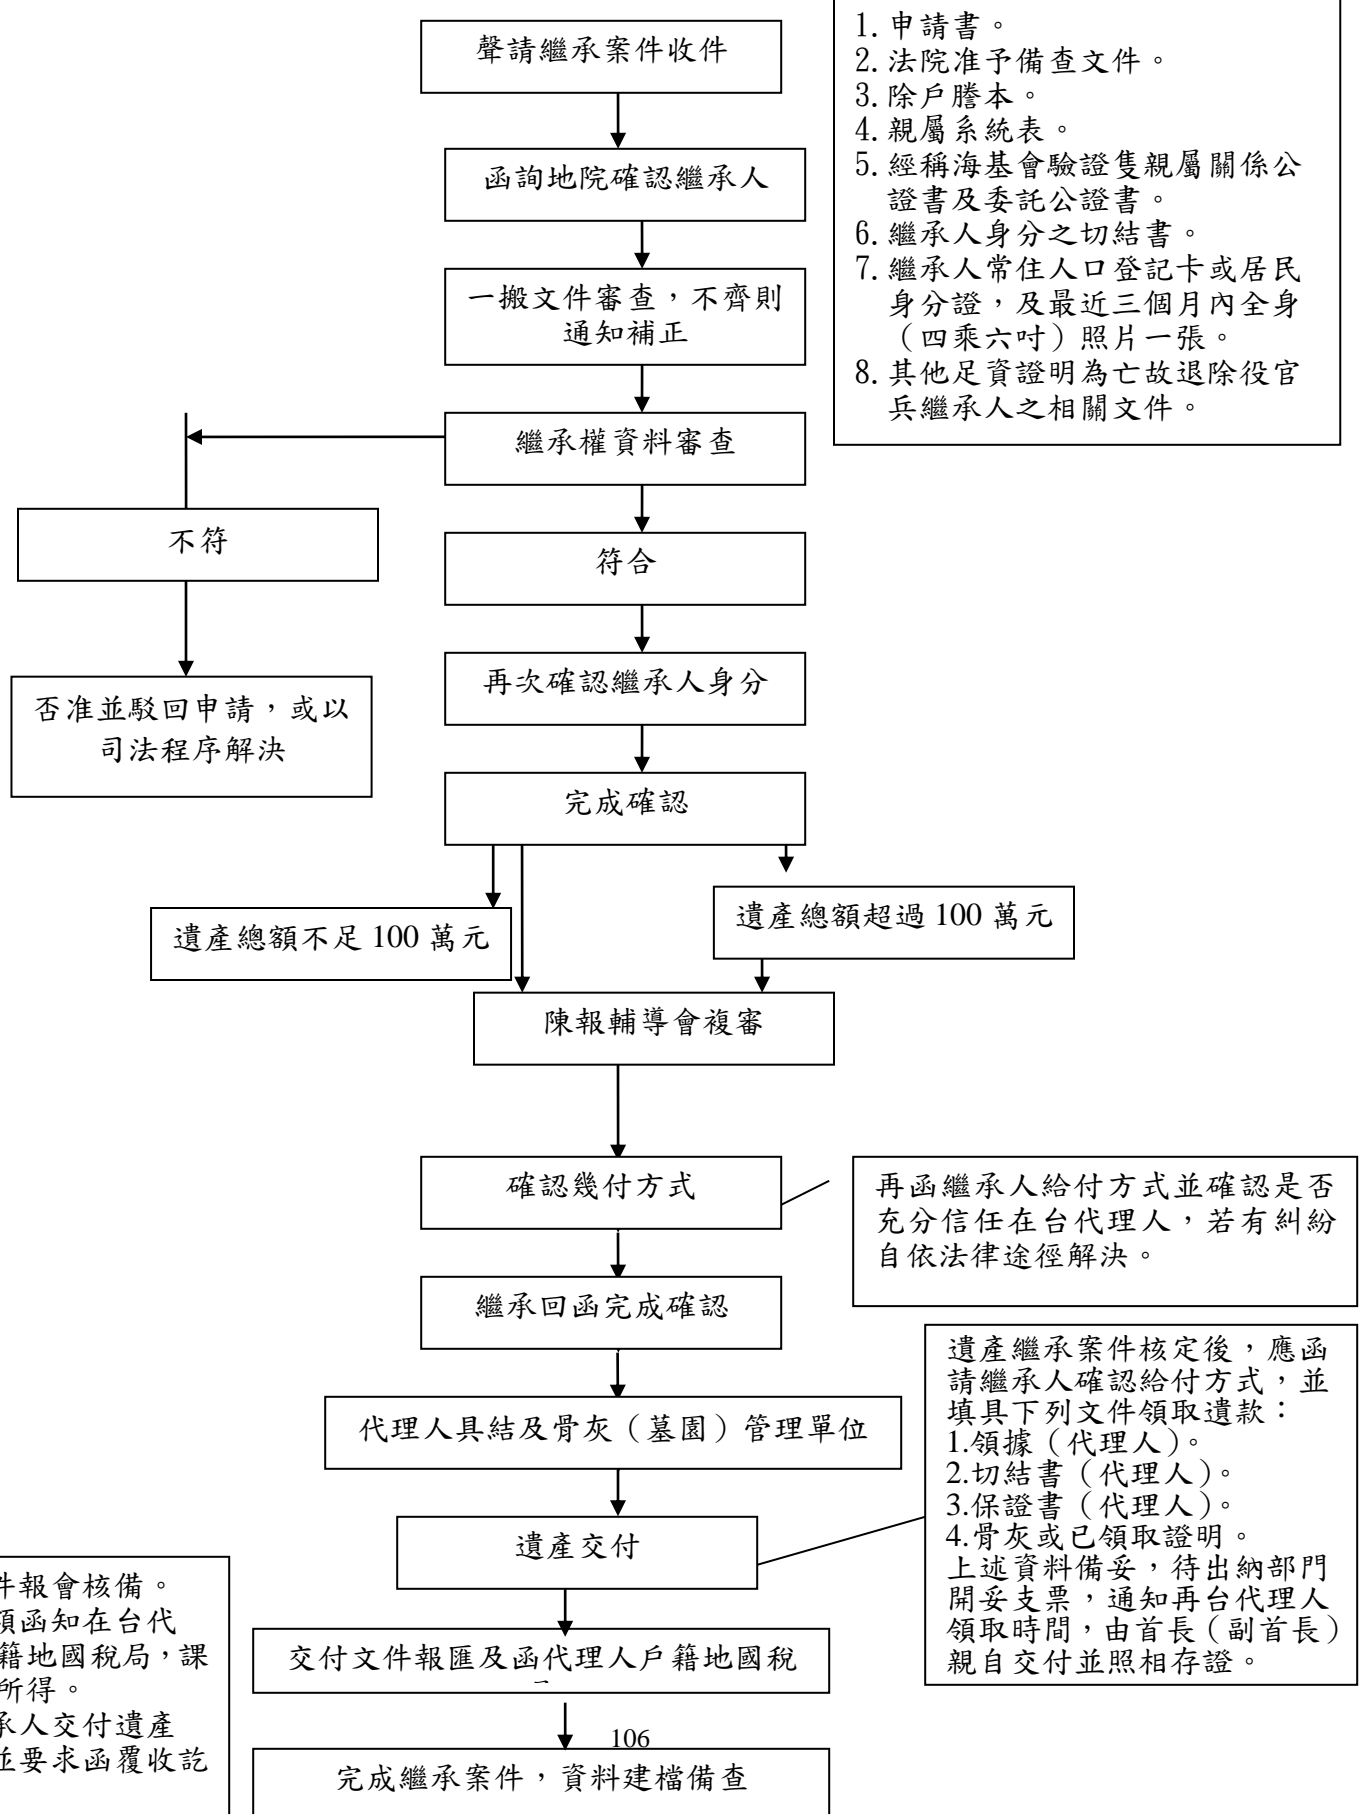 聲請繼承案件收件
1.申請書。
2.法院准予備查文件。
3.除戶謄本。
4.親屬系統表。
5.經稱海基會驗證隻親屬關係公
證書及委託公證書。
6.繼承人身分之切結書。
7.繼承人常住人口登記卡或居民
身分證，及最近三個月內全身
（四乘六吋）照片一張。
8.其他足資證明為亡故退除役官
兵繼承人之相關文件。
函詢地院確認繼承人
一搬文件審查，不齊則
通知補正
繼承權資料審查
不符
符合
否准並駁回申請，或以
司法程序解決
再次確認繼承人身分
完成確認
遺產總額不足 100 萬元
遺產總額超過 100 萬元
陳報輔導會複審
確認幾付方式
再函繼承人給付方式並確認是否
充分信任在台代理人，若有糾紛
自依法律途徑解決。
繼承回函完成確認
代理人具結及骨灰（墓園）管理單位
遺產繼承案件核定後，應函
請繼承人確認給付方式，並
填具下列文件領取遺款：
1.領據（代理人）。
2.切結書（代理人）。
3.保證書（代理人）。
4.骨灰或已領取證明。
上述資料備妥，待出納部門
開妥支票，通知再台代理人
領取時間，由首長（副首長）
親自交付並照相存證。
遺產交付
件報會核備。
函知在台代
籍地國稅局，課
所得。
承人交付遺產
並要求函覆收訖
交付文件報匯及函代理人戶籍地國稅
106
完成繼承案件，資料建檔備查